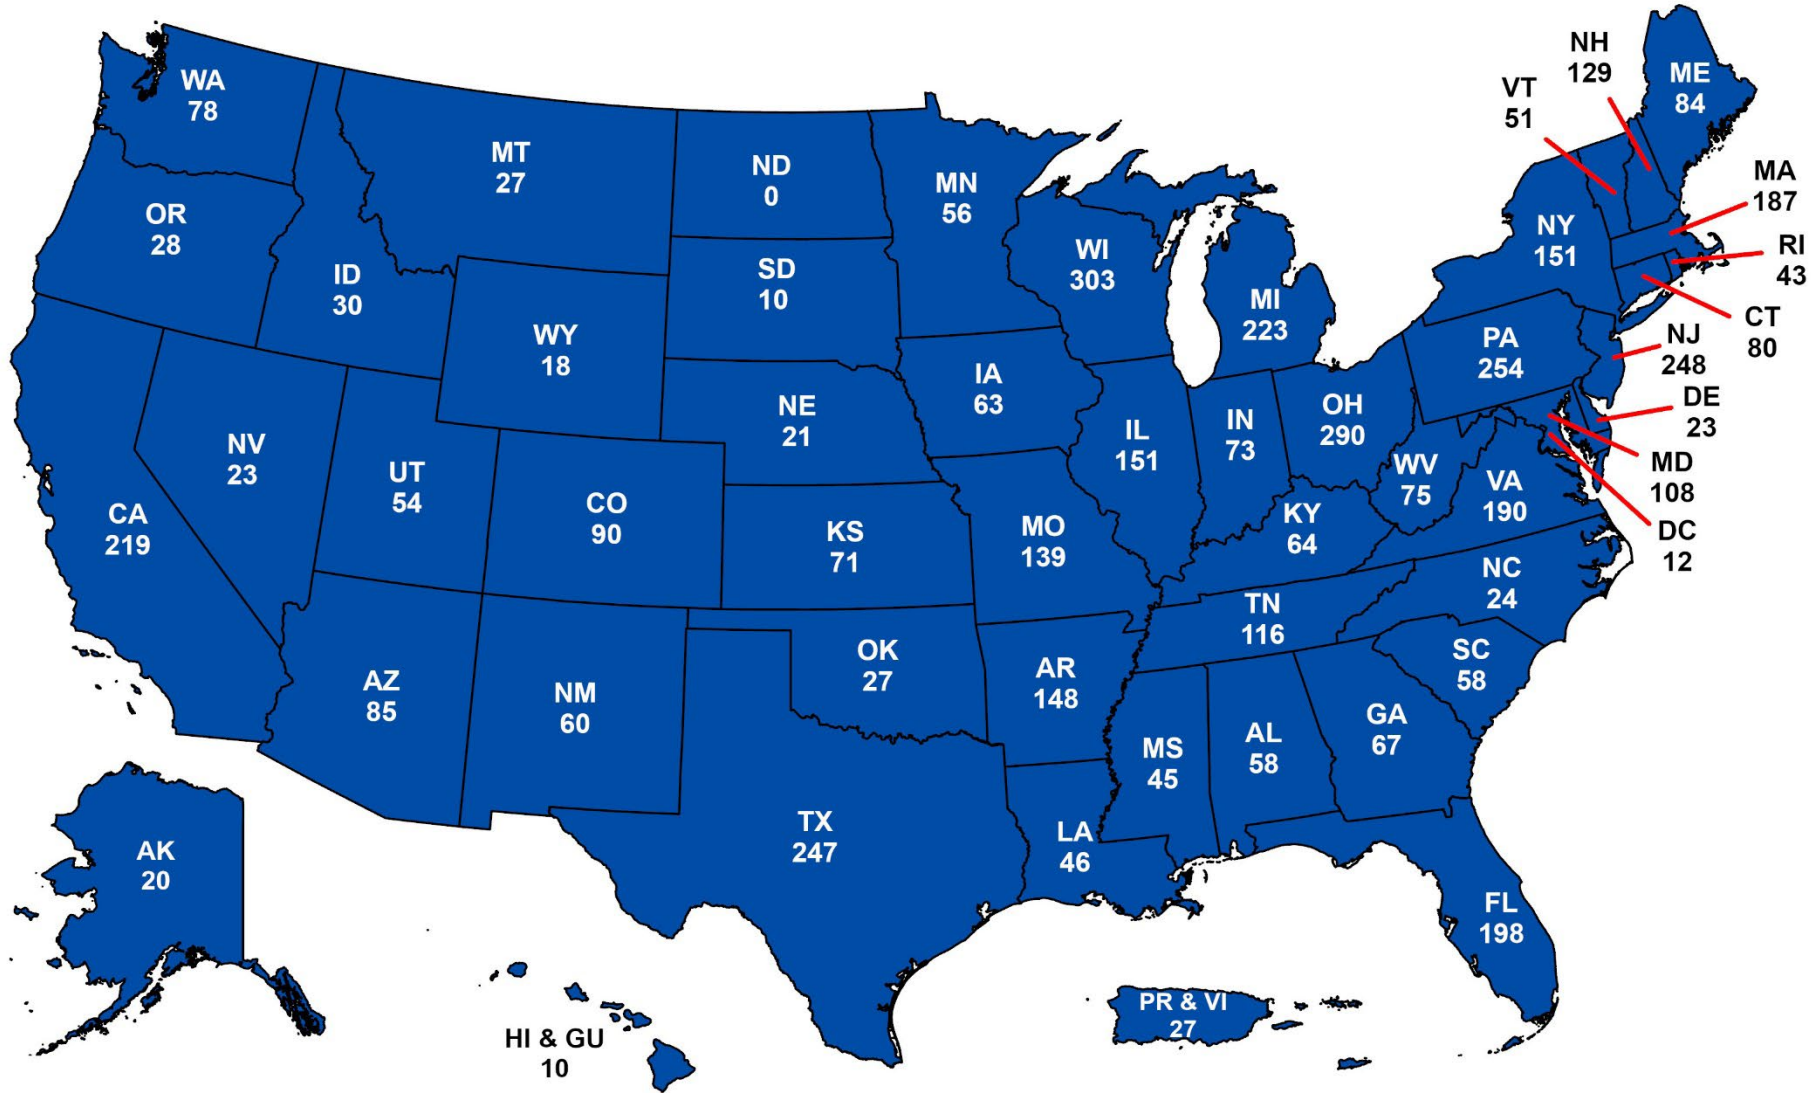 WA
78
MT
27
ND
0
MN
56
OR
28
ID
30
SD
10
WI
303
MI
223
WY
18
NE
21
IA
63
NV
23
UT
54
CO
90
KS
71
MO
139
IL
151
IN
73
OH
290
CA
219
AZ
85
NM
60
OK
27
AR
148
TX
247
LA
46
MS
45
AL
58
GA
67
FL
198
SC
58
NC
24
TN
116
KY
64
WV
75
VA
190
PA
254
NY
151
VT
51
NH
129
ME
84
MA
187
RI
43
CT
80
NJ
248
DE
23
MD
108
DC
12
AK
20
HI & GU
10
PR & VI
27